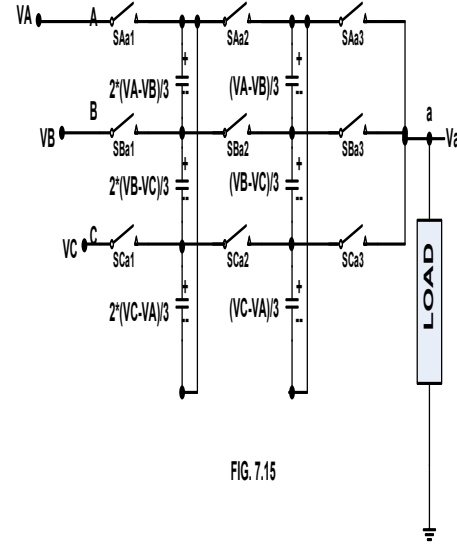 VA A SAa1 SAa2 SAa3
+ +
2*(VA-VB)/3 (VA-VB)/3
-- --
B a
VB SBa1 SBa2 SBa3 Va
+ +
2*(VB-VC)/3 (VB-VC)/3
-- --
VC C SCa1 SCa2 SCa3
+ +
2*(VC-VA)/3 (VC-VA)/3
-- --
LOAD
FIG. 7.15